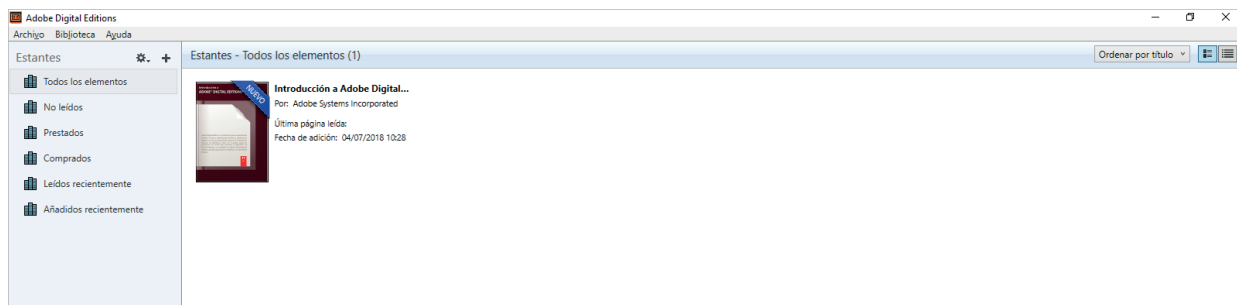 Adobe Digital Editions
Archivo Biblioteca Ayuda
Estantes
Estantes - Todos los elementos (1)
Ordenar por título
Todos los elementos
No leídos
Prestados
Comprados
Leídos recientemente
Añadidos recientemente
NUEVO
Introducción a Adobe Digital...
Por: Adobe Systems Incorporated
Última página leída:
Fecha de adición: 04/07/2018 10:28